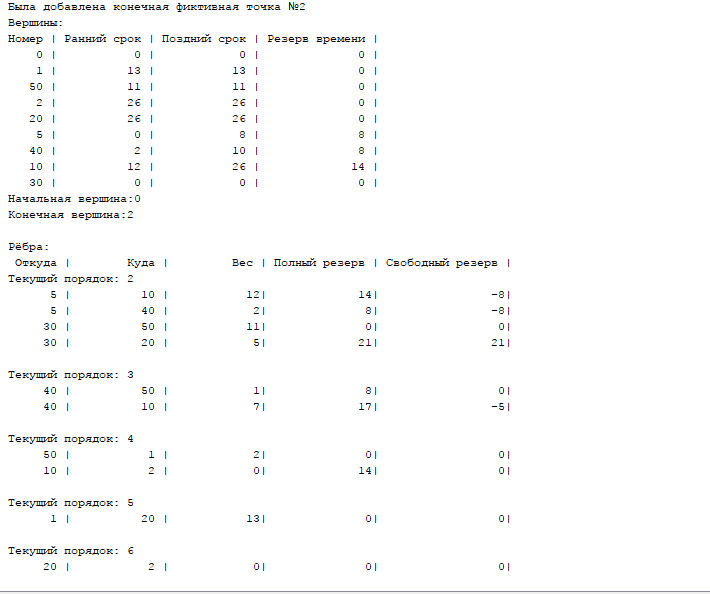 Была добавлена конечная фиктивная точка №2
Вершины:
Номер | Ранний срок | Поздний срок | Резерв времени |
0 | 0 | 0 | 0 |
1 | 13 | 13 | 0 |
50 | 11 | 11 | 0 |
2 | 26 | 26 | 0 |
20 | 26 | 26 | 0 |
5 | 0 | 8 | 8 |
40 | 2 | 10 | 8 |
10 | 12 | 26 | 14 |
30 | 0 | 0 | 0 |
Начальная вершина:0
Конечная вершина:2
Рёбра:
Откуда | Куда | Вес | Полный резерв | Свободный резерв |
Текущий порядок: 2
5 | 10 | 12| 14| -8|
5 | 40 | 2| 8| -8|
30 | 50 | 11| 0| 0|
30 | 20 | 5| 21| 21|
Текущий порядок: 3
40 | 50 | 1| 8| 0|
40 | 10 | 7| 17| -5|
Текущий порядок: 4
50 | 1 | 2| 0| 0|
10 | 2 | 0| 14| 0|
Текущий порядок: 5
1 | 20 | 13| 0| 0|
Текущий порядок: 6
20 | 2 | 0| 0| 0|